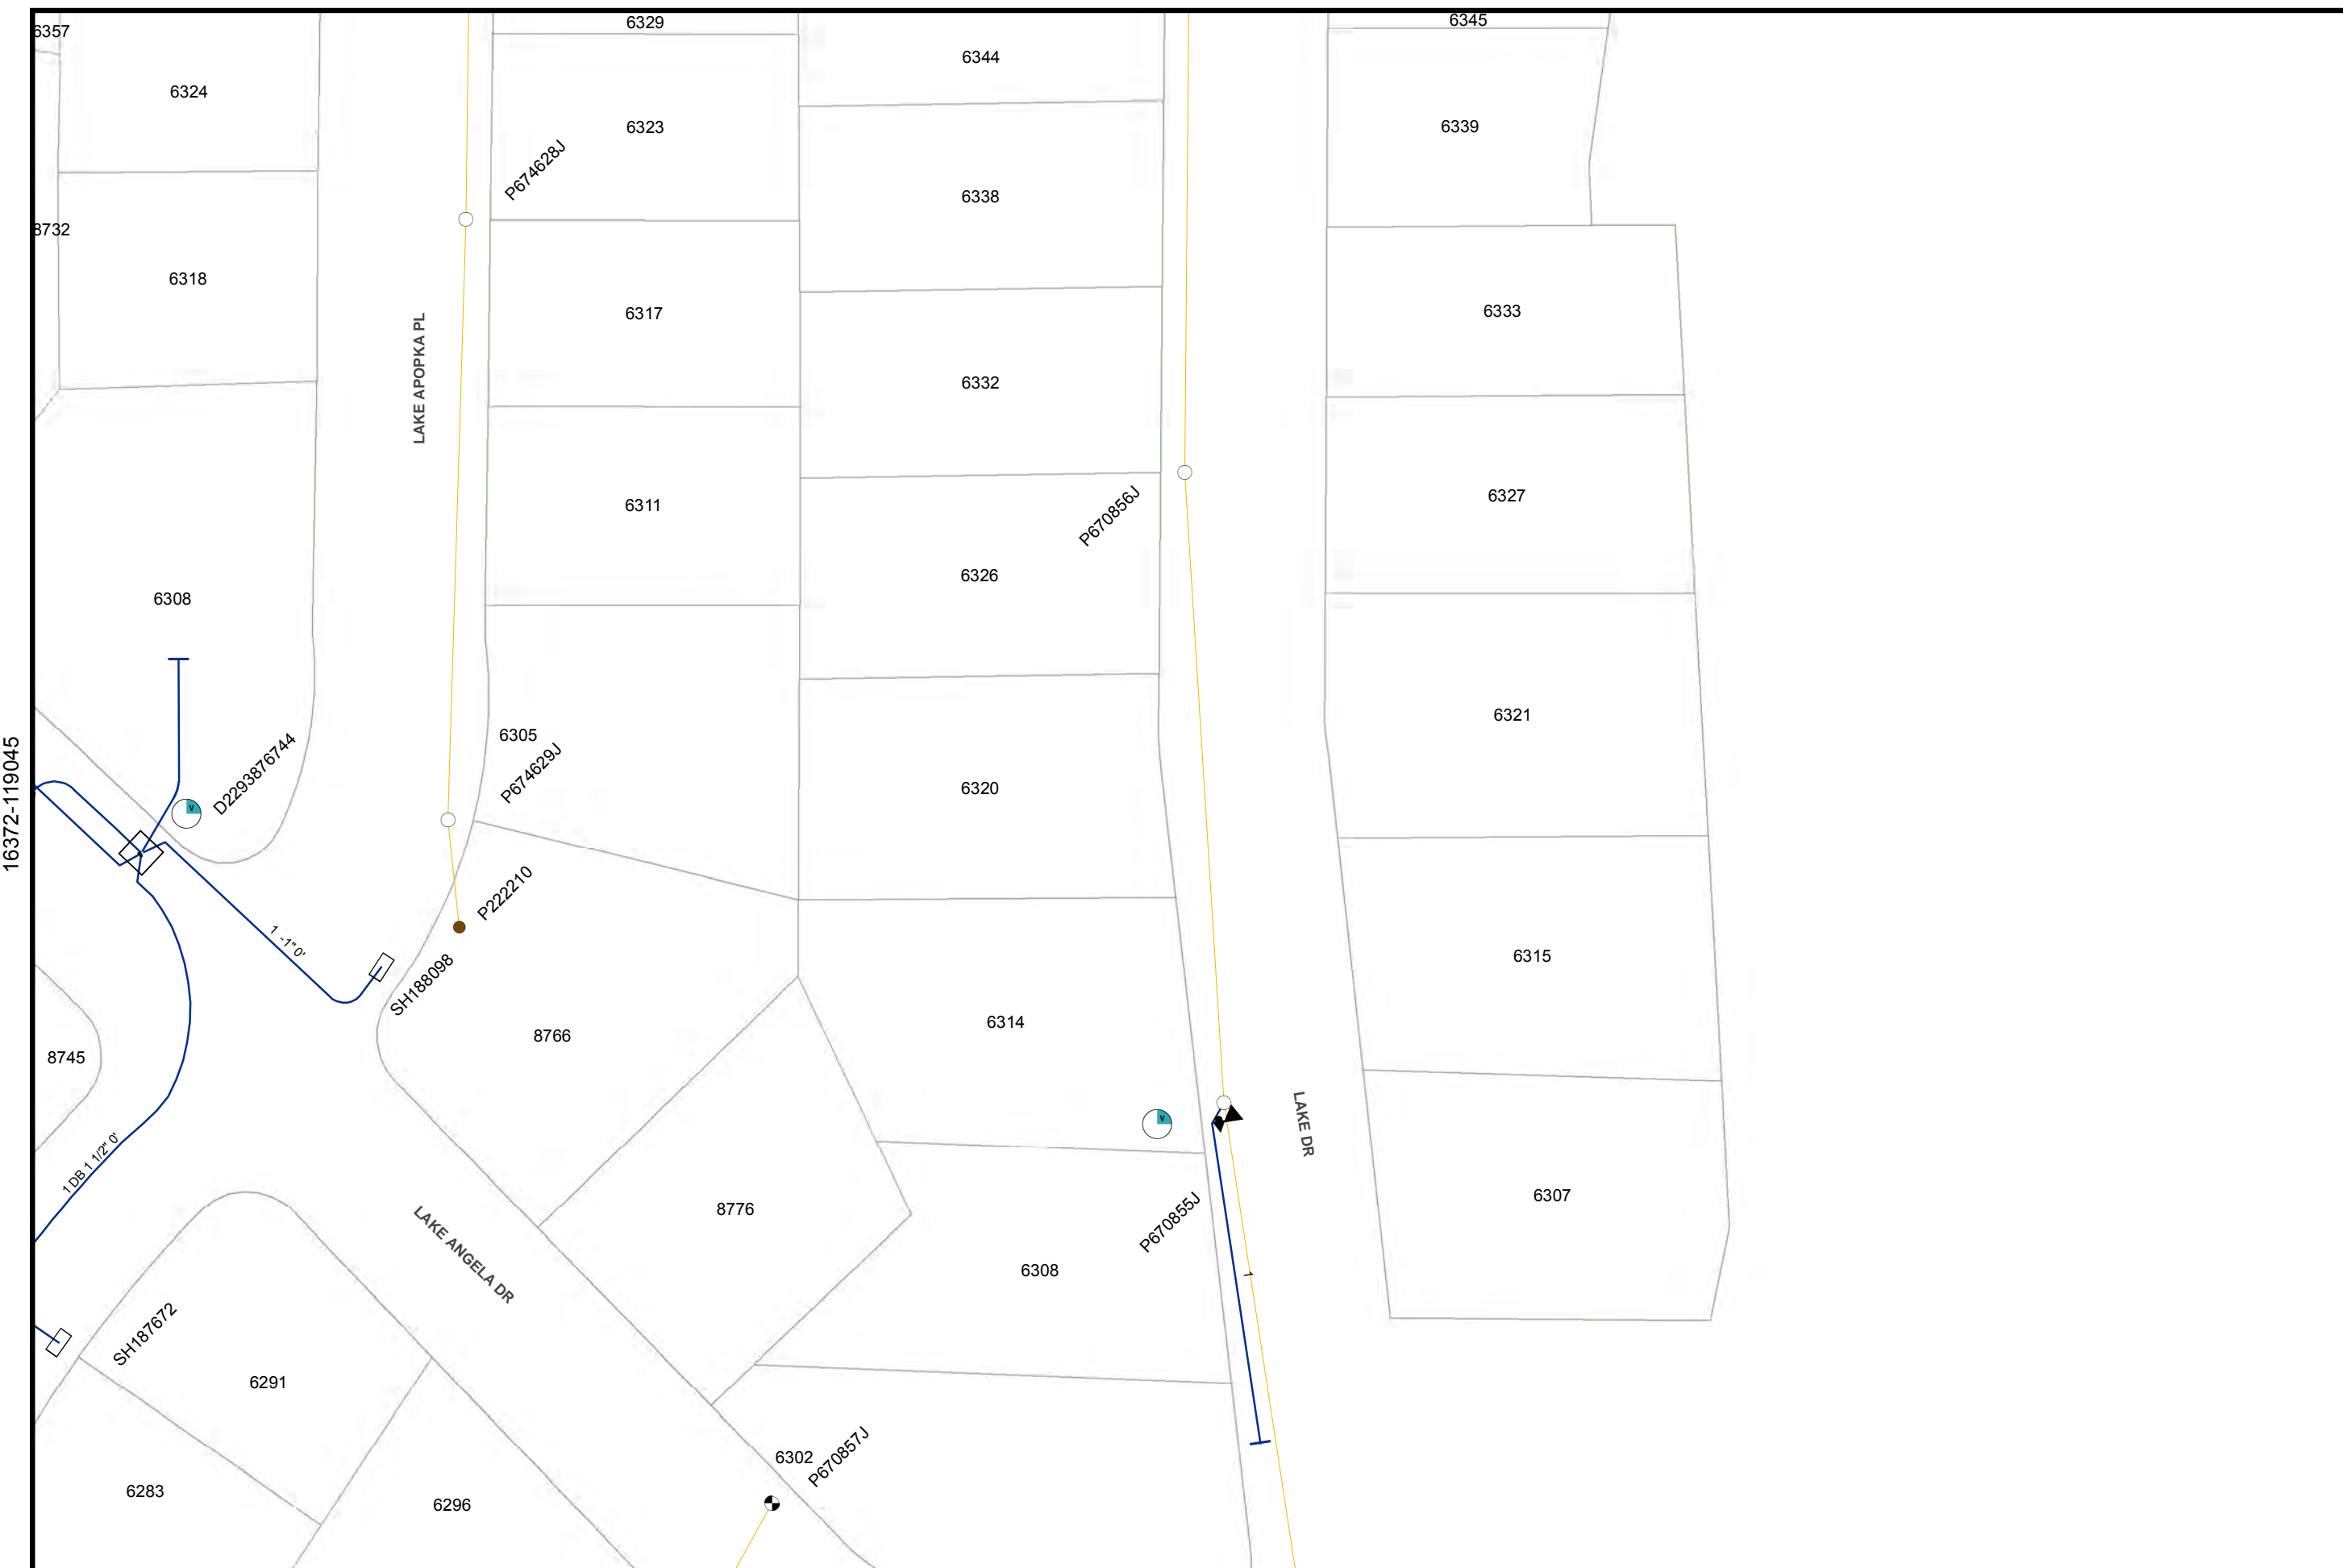 6357
6329
6345
6344
6324
6323
6339
P674628J
6338
8732
6318
6317
6333
LAKE APOPKA PL
6332
6327
6311
P670856J
6326
6308
6321
6305
D2293876744
P674629J
16372-119045
6320
P222210
1 -1" 0'
SH188098
6315
6314
8766
8745
V
V
LAKE DR
1 DB 1 1/2" 0'
6307
8776
P670855J
LAKE ANGELA DR
6308
1
SH187672
6291
6302
P670857J
6283
6296